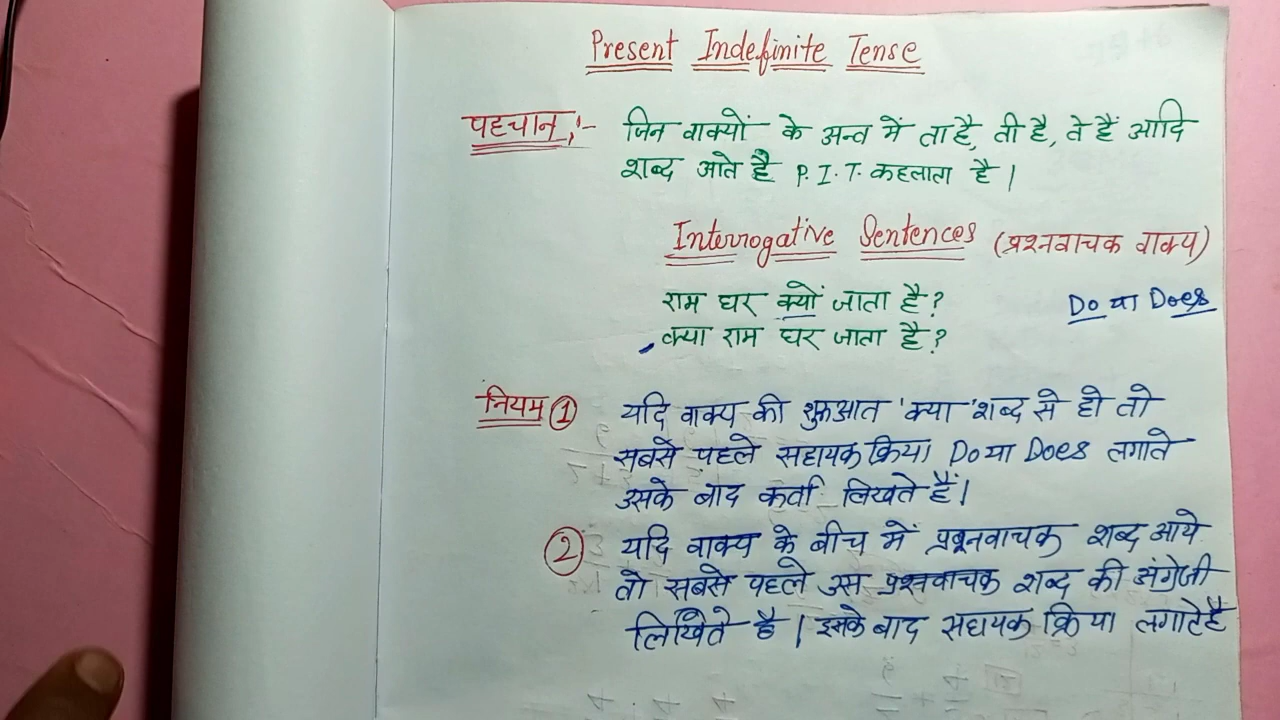 Present Indefinite Tense
पहचान :- जिन वाक्यों के अन्त में ता है, ती है, ते हैं आदि
शब्द आते है P. I. T. कहलाता है।
Interrogative Sentences (प्रश्नवाचक वाक्य)
राम घर क्यों जाता है?
Do या Does
क्या राम घर जाता है?
नियम ① यदि वाक्य की शुरुआत 'क्या' शब्द से हो तो
सबसे पहले सहायक क्रिया Do या Does लगाते
उसके बाद कर्ता लिखते हैं।
② यदि वाक्य के बीच में प्रश्नवाचक शब्द आये
तो सबसे पहले उस प्रश्नवाचक शब्द की अंग्रेजी
लिखिते है। इसके बाद सहायक क्रिया लगाते है